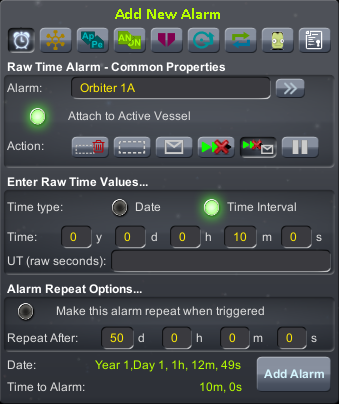 Add New Alarm
Ap Pe
AN DN
Raw Time Alarm - Common Properties
Alarm: Orbiter 1A
Attach to Active Vessel
Action:
Enter Raw Time Values...
Time type: Date Time Interval
Time: 0 y 0 d 0 h 10 m 0 s
UT (raw seconds):
Alarm Repeat Options...
Make this alarm repeat when triggered
Repeat After: 50 d 0 h 0 m 0 s
Date: Year 1,Day 1, 1h, 12m, 49s
Time to Alarm: 10m, 0s
Add Alarm